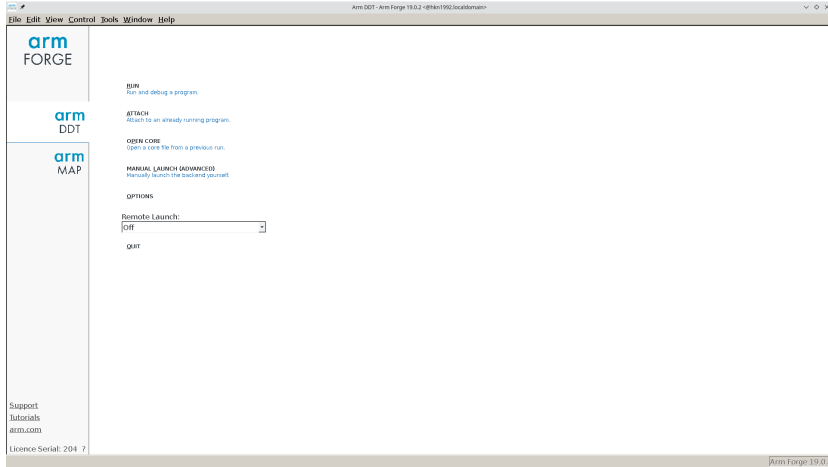 Arm DDT - Arm Forge 19.0.2 <@hkn1992.localdomain>
File Edit View Control Tools Window Help
arm
FORGE
RUN
Run and debug a program.
arm
DDT
ATTACH
Attach to an already running program.
OPEN CORE
Open a core file from a previous run.
arm
MAP
MANUAL LAUNCH (ADVANCED)
Manually launch the backend yourself.
OPTIONS
Remote Launch:
Off
QUIT
Support
Tutorials
arm.com
Licence Serial: 204 ?
Arm Forge 19.0.